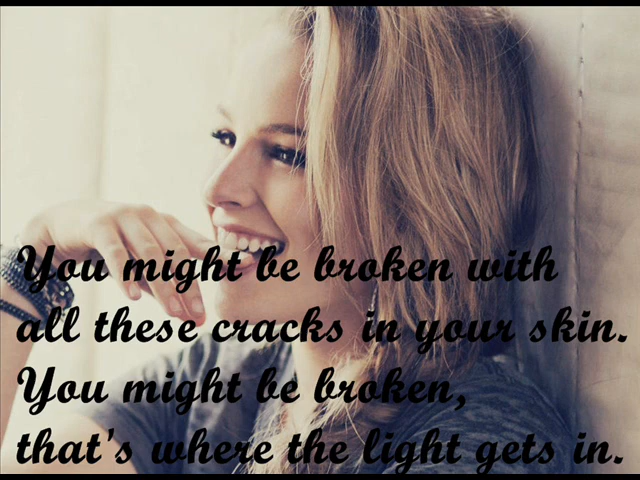 You might be broken with
all these cracks in your skin.
You might be broken,
that's where the light gets in.